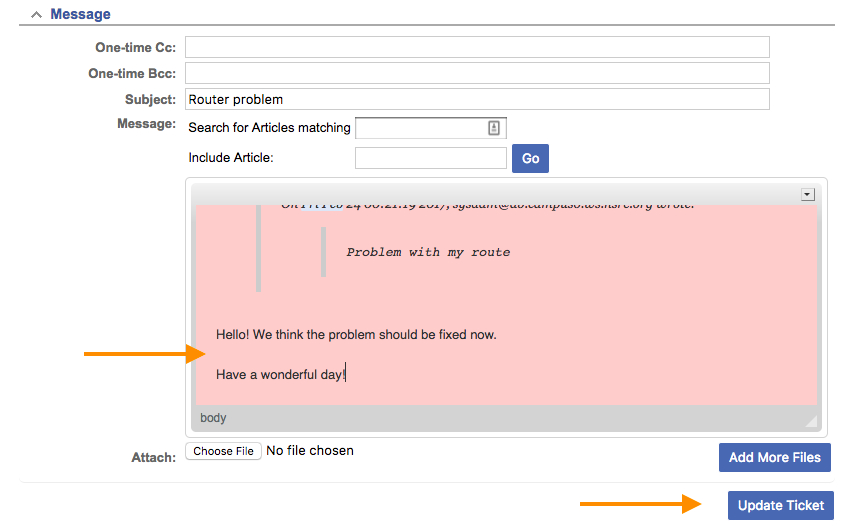 Message
One-time Cc:
One-time Bcc:
Subject: Router problem
Message: Search for Articles matching
Include Article: Go
wrote:
Problem with my route
Hello! We think the problem should be fixed now.
Have a wonderful day!
body
Attach: Choose File No file chosen
Add More Files
Update Ticket